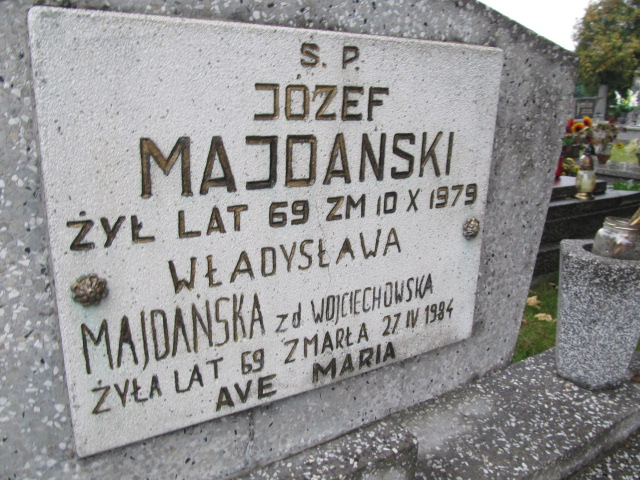 Ś. P.
JÓZEF
MAJDAŃSKI
ŻYŁ LAT 69 ZM 10 X 1979
WŁADYSŁAWA
MAJDAŃSKA zd WOJCIECHOWSKA
ŻYŁA LAT 69 ZMARŁA 27 IV 1984
AVE MARIA